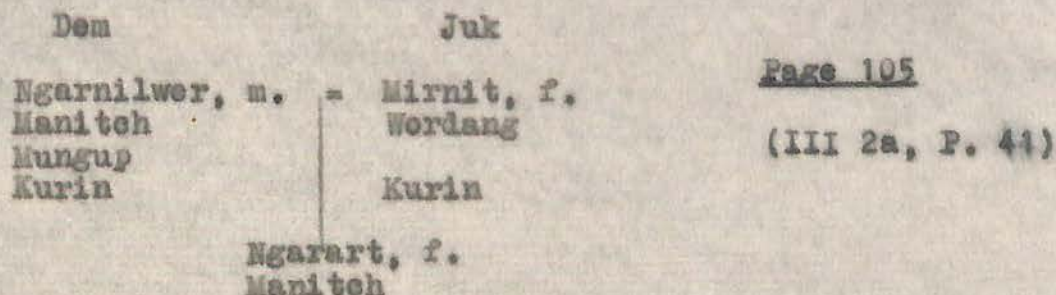 Dem Juk
Page 105
Ngarnilwer, m. = Mirnit, f.
Manitch Wordang
(III 2a, P. 41)
Mungup
Kurin Kurin
Ngarart, f.
Manitch